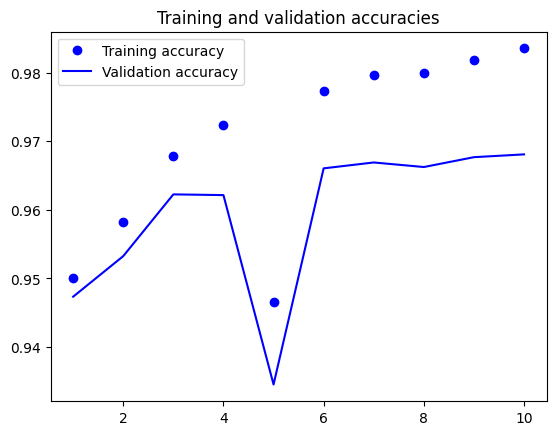 Training and validation accuracies
Training accuracy
Validation accuracy
0.98
0.97
0.96
0.95
0.94
2 4 6 8 10